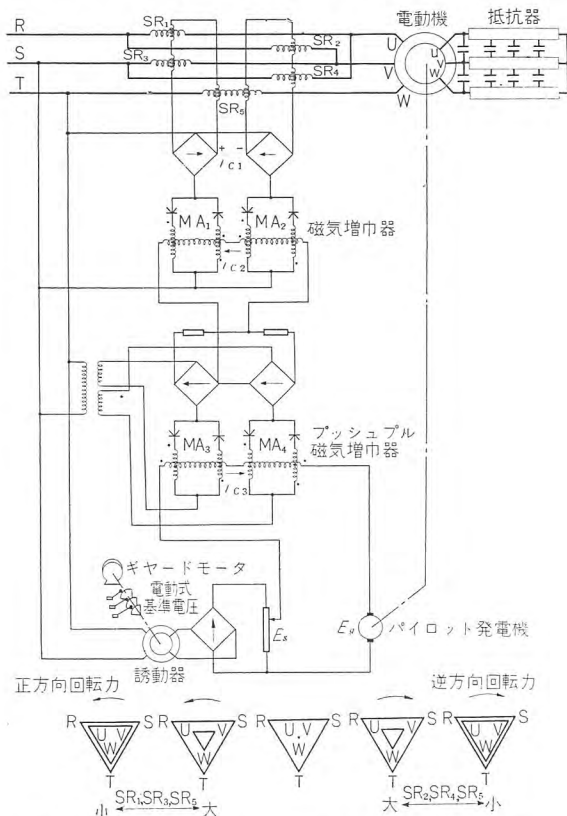 電動機
抵抗器
R
SR1
SR2
U
U
S
SR3
V
V
SR4
W
T
SR5
W
+ -
IC1
MA1
MA2
磁気増巾器
IC2
MA3
MA4
プッシュプル
磁気増巾器
IC3
ギヤードモータ
電動式
基準電圧
Es
パイロット発電機
誘動器
正方向回転力
逆方向回転力
R
U V
W
S
T
R
U V
W
S
T
R
U V
W
S
T
R
U V
W
S
T
R
U V
W
S
T
小
SR1,SR3,SR5
大
大
SR2,SR4,SR5
小